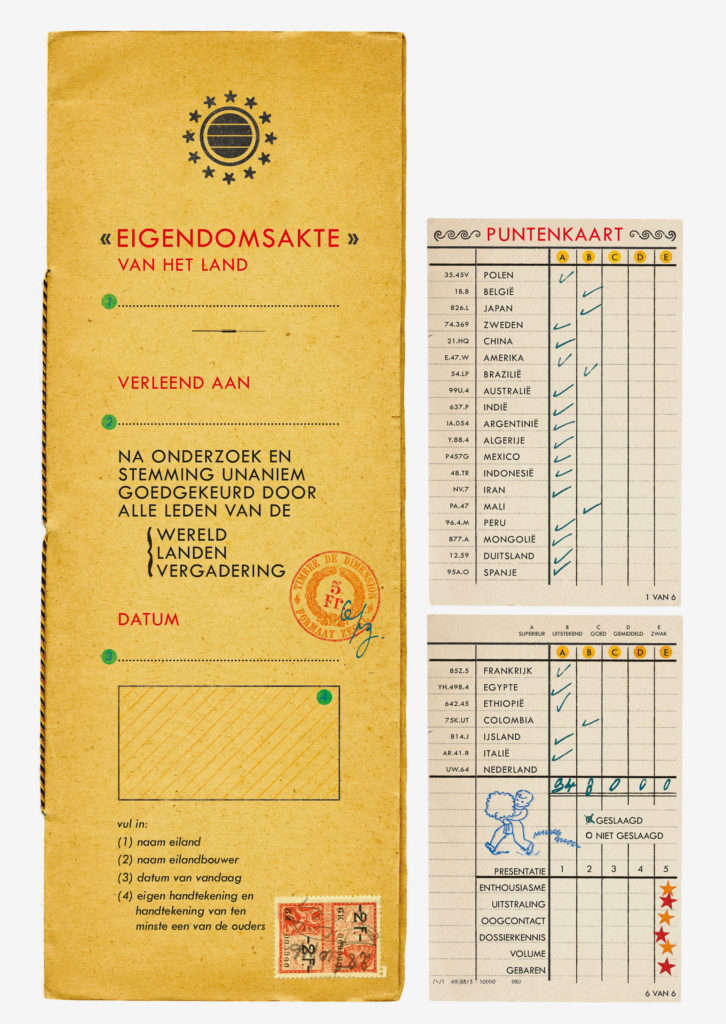 « EIGENDOMSAKTE »
VAN HET LAND
1
VERLEEND AAN
2
NA ONDERZOEK EN
STEMMING UNANIEM
GOEDGEKEURD DOOR
ALLE LEDEN VAN DE
WERELD
LANDEN
VERGADERING
TIMBRE DE DIMENSION
5
Fr
FORMAAT
DATUM
3
4
vul in:
(1) naam eiland
(2) naam eilandbouwer
(3) datum van vandaag
(4) eigen handtekening en
handtekening van ten
minste een van de ouders
-2F.-
-2F.-
PUNTENKAART
A B C D E
35.45V POLEN
18.8 BELGIË
826.L JAPAN
74.369 ZWEDEN
21.HQ CHINA
E.47.W AMERIKA
54.LP BRAZILIË
99U.4 AUSTRALIË
637.P INDIË
IA.054 ARGENTINIË
Y.88.4 ALGERIJE
P457G MEXICO
48.TR INDONESIË
NV.7 IRAN
PA.47 MALI
96.4.M PERU
877.A MONGOLIË
12.59 DUITSLAND
95A.O SPANJE
1 VAN 6
A B C D E
SUPERIEUR UITSTEKEND GOED GEMIDDELD ZWAK
A B C D E
85Z.5 FRANKRIJK
YH.498.4 EGYPTE
642.45 ETHIOPIË
75K.UT COLOMBIA
814.J IJSLAND
AR.41.8 ITALIË
UW.64 NEDERLAND
34 8 0 0 0
GESLAAGD
NIET GESLAAGD
PRESENTATIE 1 2 3 4 5
ENTHOUSIASME
UITSTRALING
OOGCONTACT
DOSSIERKENNIS
VOLUME
GEBAREN
6 VAN 6